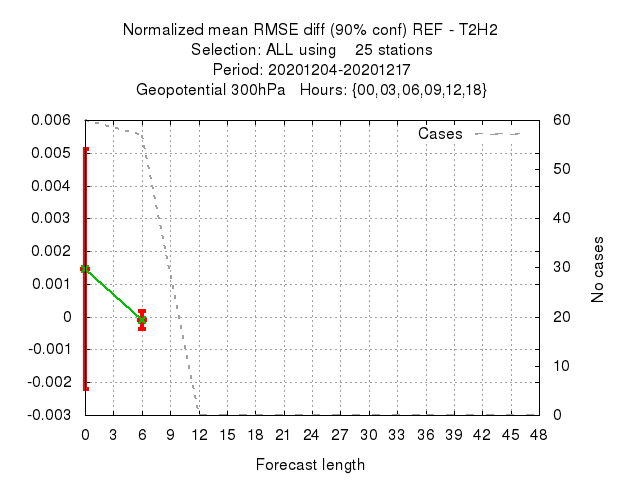 Normalized mean RMSE diff (90% conf) REF - T2H2
Selection: ALL using    25 stations
Period: 20201204-20201217
Geopotential 300hPa   Hours: {00,03,06,09,12,18}
Cases
0.006
0.005
0.004
0.003
0.002
0.001
0
-0.001
-0.002
-0.003
60
50
40
30
20
10
0
No cases
0 3 6 9 12 15 18 21 24 27 30 33 36 39 42 45 48
Forecast length